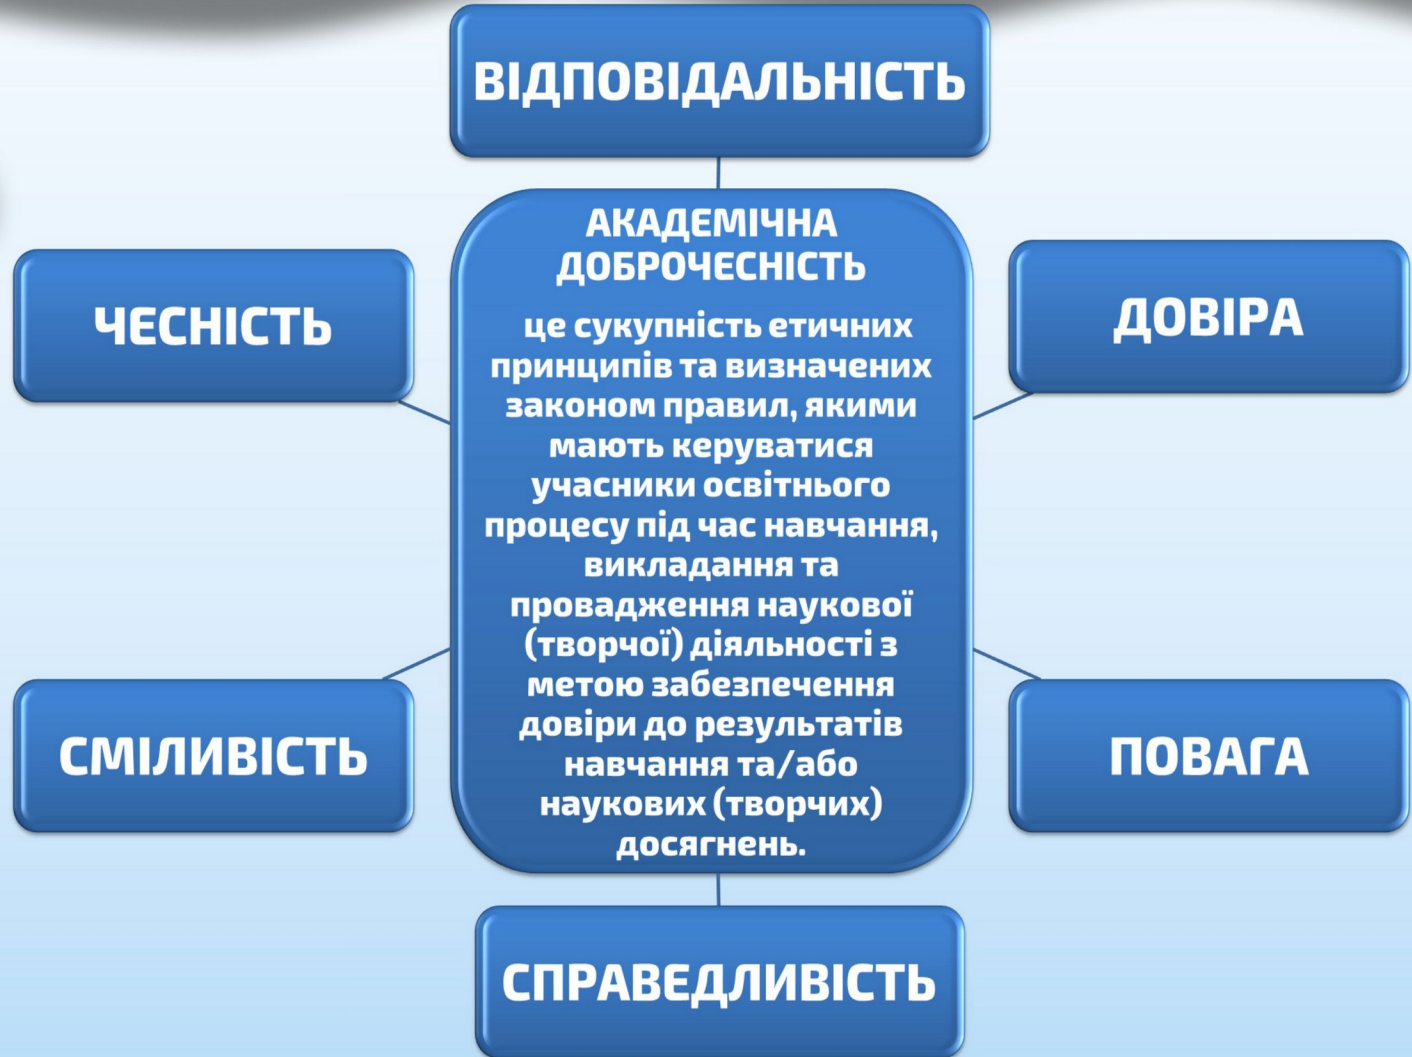 ВІДПОВІДАЛЬНІСТЬ
АКАДЕМІЧНА
ДОБРОЧЕСНІСТЬ
це сукупність етичних
принципів та визначених
законом правил, якими
мають керуватися
учасники освітнього
процесу під час навчання,
викладання та
провадження наукової
(творчої) діяльності з
метою забезпечення
довіри до результатів
навчання та/або
наукових (творчих)
досягнень.
ЧЕСНІСТЬ
ДОВІРА
СМІЛИВІСТЬ
ПОВАГА
СПРАВЕДЛИВІСТЬ